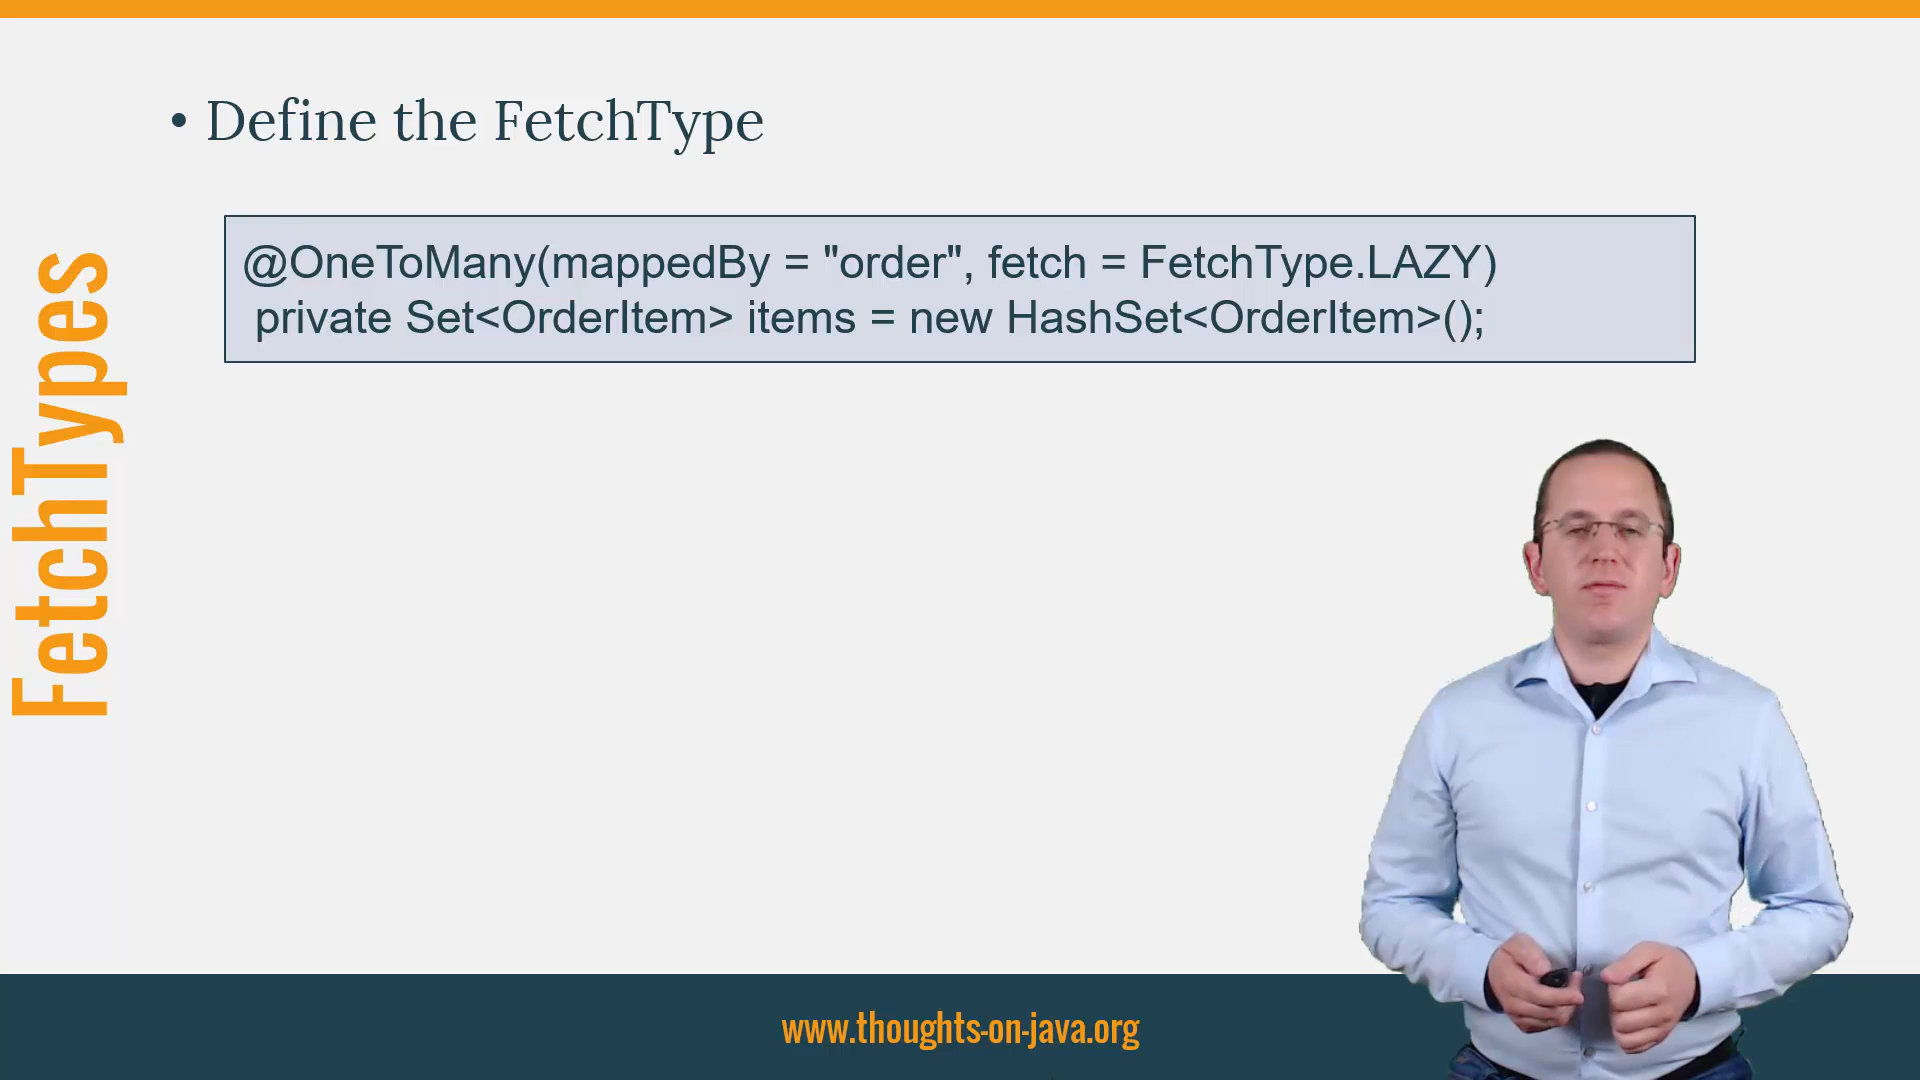 • Define the FetchType
@OneToMany(mappedBy = "order", fetch = FetchType.LAZY)
private Set<OrderItem> items = new HashSet<OrderItem>();
FetchTypes
www.thoughts-on-java.org